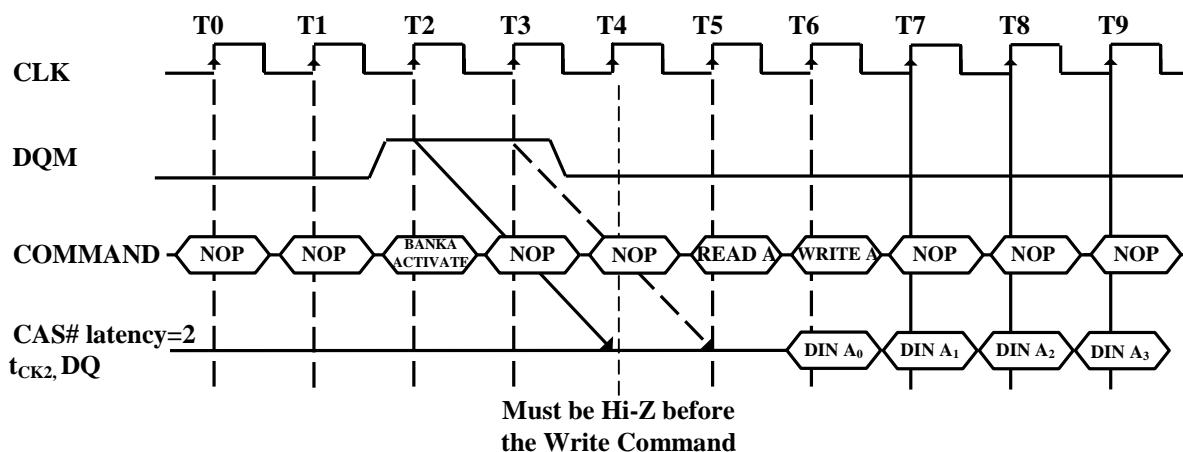 T0 T1 T2 T3 T4 T5 T6 T7 T8 T9
CLK
DQM
COMMAND NOP NOP BANKA ACTIVATE NOP NOP READ A WRITE A NOP NOP NOP
CAS# latency=2
tCK2, DQ DIN A0 DIN A1 DIN A2 DIN A3
Must be Hi-Z before
the Write Command